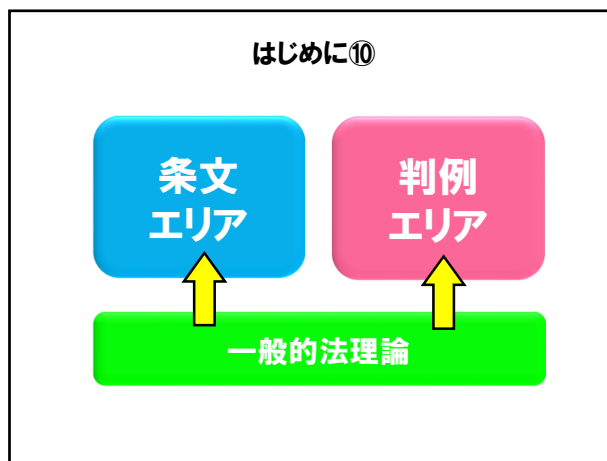 はじめに⑩
条文
エリア
判例
エリア
一般的法理論